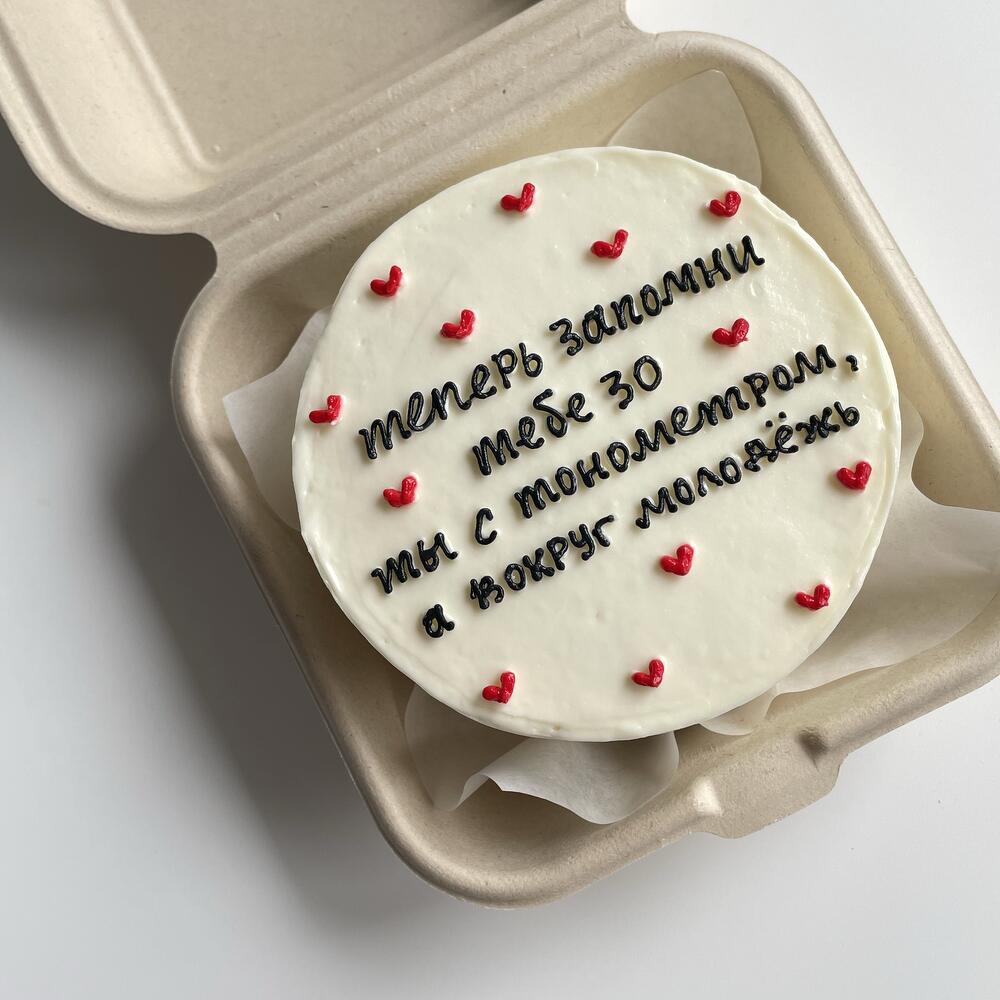 теперь запомни
тебе 30
ты с тонометром,
а вокруг молодёжь